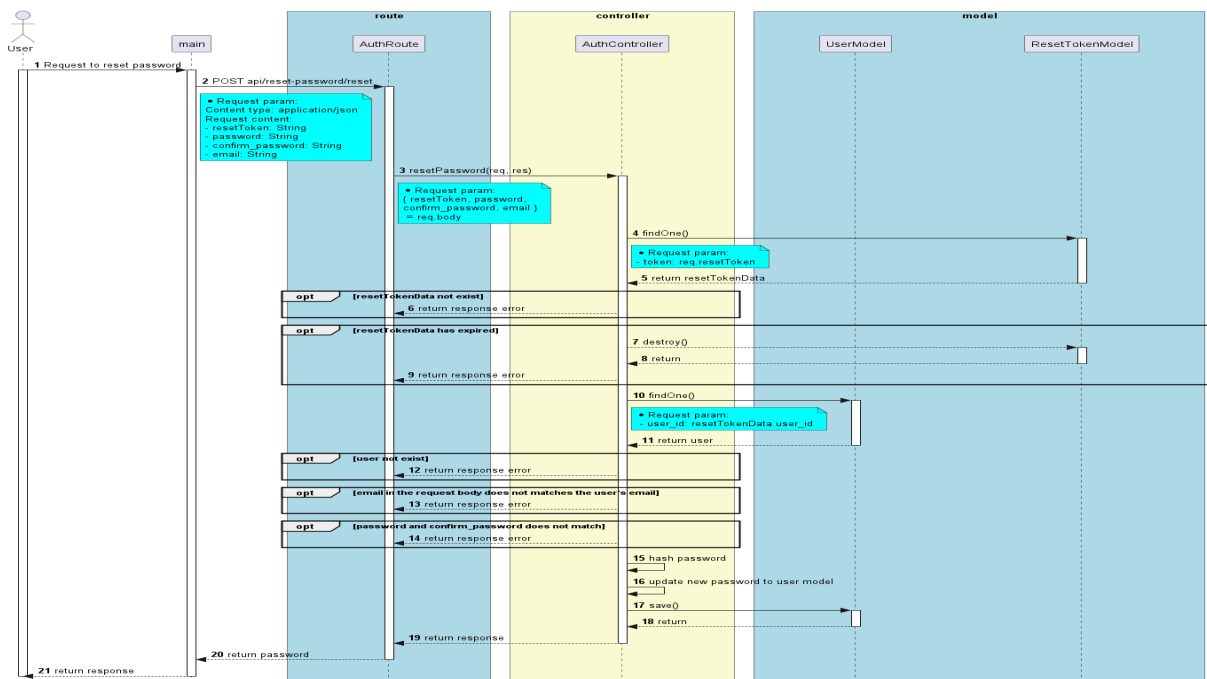 route
controller
model
User
main
AuthRoute
AuthController
UserModel
ResetTokenModel
1 Request to reset password
2 POST api/reset-password/reset
• Request param:
Content type: application/json
Request content:
- resetToken: String
- password: String
- confirm_password: String
- email: String
3 resetPassword(req, res)
• Request param:
{ resetToken, password,
confirm_password, email }
= req.body
4 findOne()
• Request param:
- token: req.resetToken
5 return resetTokenData
opt [resetTokenData not exist]
6 return response error
opt [resetTokenData has expired]
7 destroy()
8 return
9 return response error
10 findOne()
• Request param:
- user_id: resetTokenData.user_id
11 return user
opt [user not exist]
12 return response error
opt [email in the request body does not matches the user's email]
13 return response error
opt [password and confirm_password does not match]
14 return response error
15 hash password
16 update new password to user model
17 save()
18 return
19 return response
20 return password
21 return response